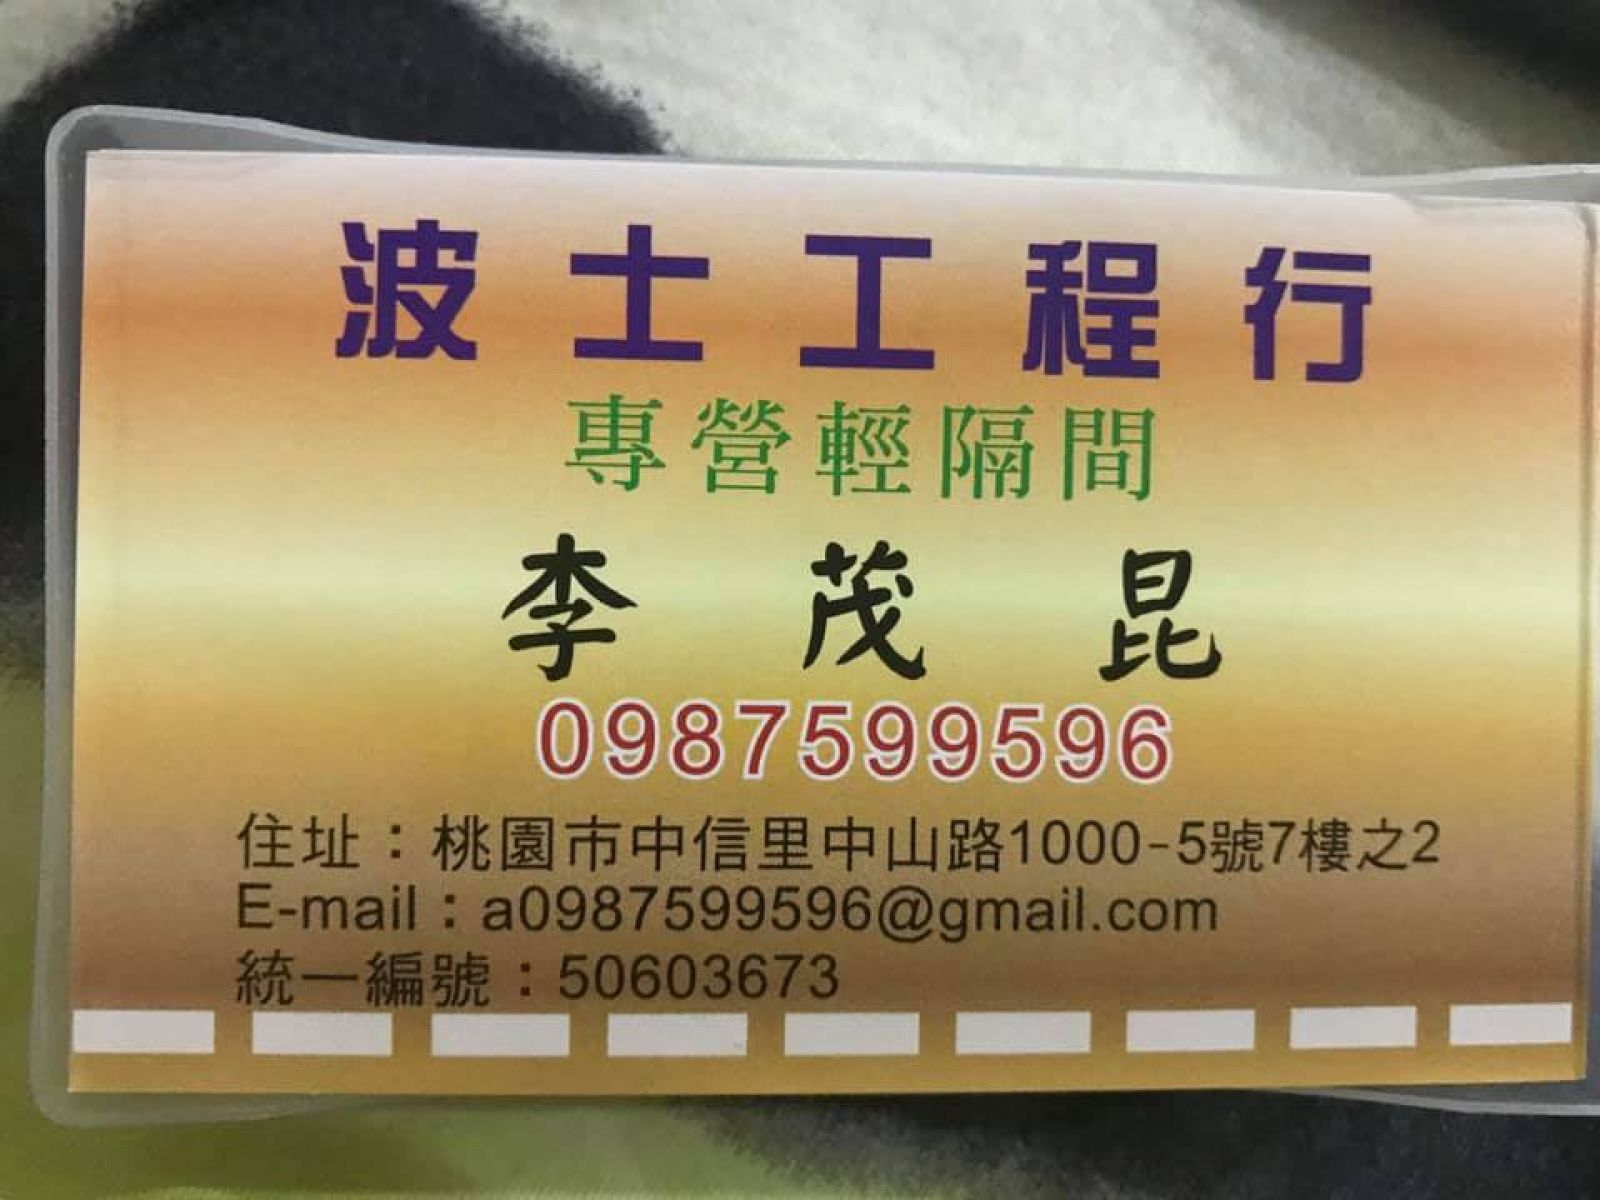 波士工程行
專營輕隔間
李茂昆
0987599596
住址：桃園市中信里中山路1000-5號7樓之2
E-mail：a0987599596@gmail.com
統一編號：50603673